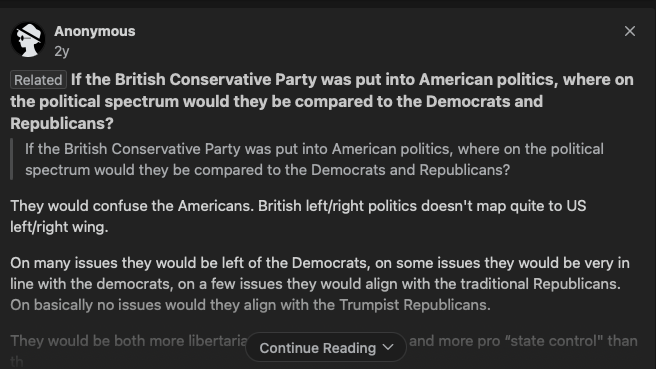 Anonymous
2y
Related If the British Conservative Party was put into American politics, where on
the political spectrum would they be compared to the Democrats and
Republicans?
If the British Conservative Party was put into American politics, where on the political
spectrum would they be compared to the Democrats and Republicans?
They would confuse the Americans. British left/right politics doesn't map quite to US
left/right wing.
On many issues they would be left of the Democrats, on some issues they would be very in
line with the democrats, on a few issues they would align with the traditional Republicans.
On basically no issues would they align with the Trumpist Republicans.
They would be both more and more pro “state control" than
Continue Reading